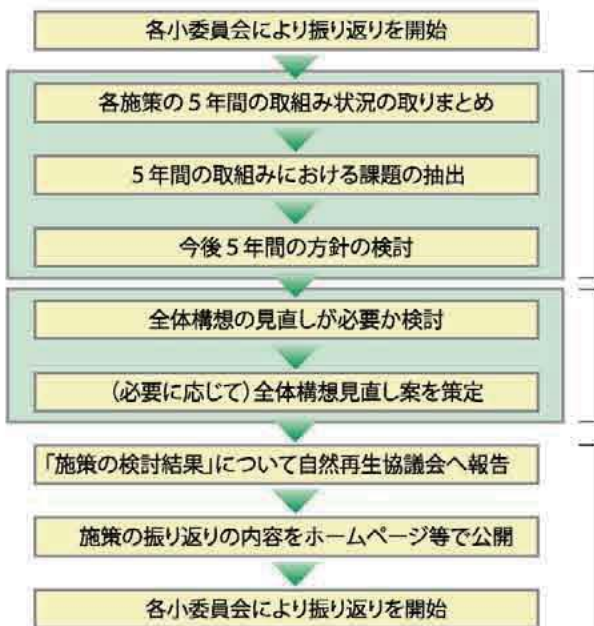 各小委員会により振り返りを開始
各施策の5年間の取組み状況の取りまとめ
5年間の取組みにおける課題の抽出
今後5年間の方針の検討
全体構想の見直しが必要か検討
(必要に応じて)全体構想見直し案を策定
「施策の検討結果」について自然再生協議会へ報告
施策の振り返りの内容をホームページ等で公開
各小委員会により振り返りを開始